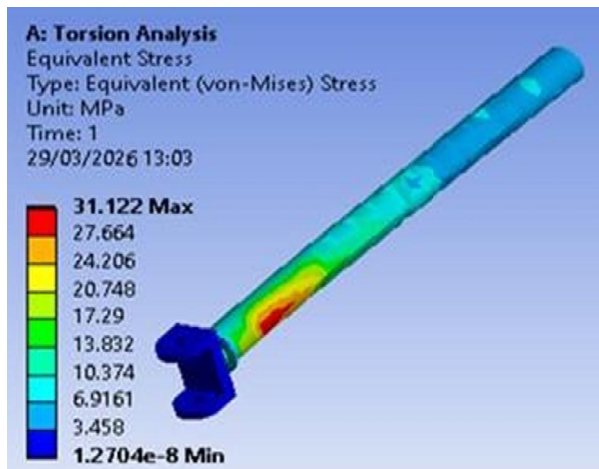 A: Torsion Analysis
Equivalent Stress
Type: Equivalent (von-Mises) Stress
Unit: MPa
Time: 1
29/03/2026 13:03
31.122 Max
27.664
24.206
20.748
17.29
13.832
10.374
6.9161
3.458
1.2704e-8 Min